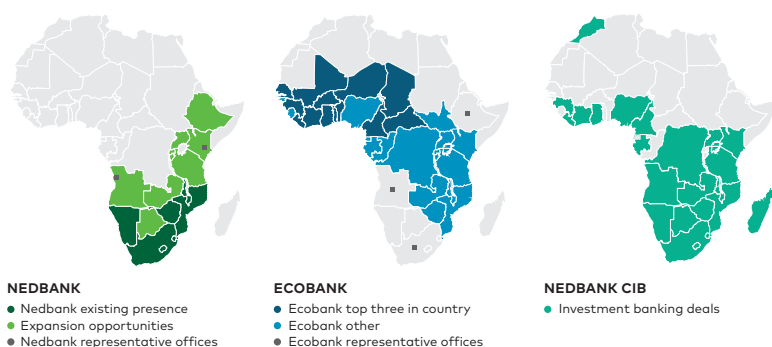 NEDBANK
Nedbank existing presence
Expansion opportunities
Nedbank representative offices
ECOBANK
Ecobank top three in country
Ecobank other
Ecobank representative offices
NEDBANK CIB
Investment banking deals